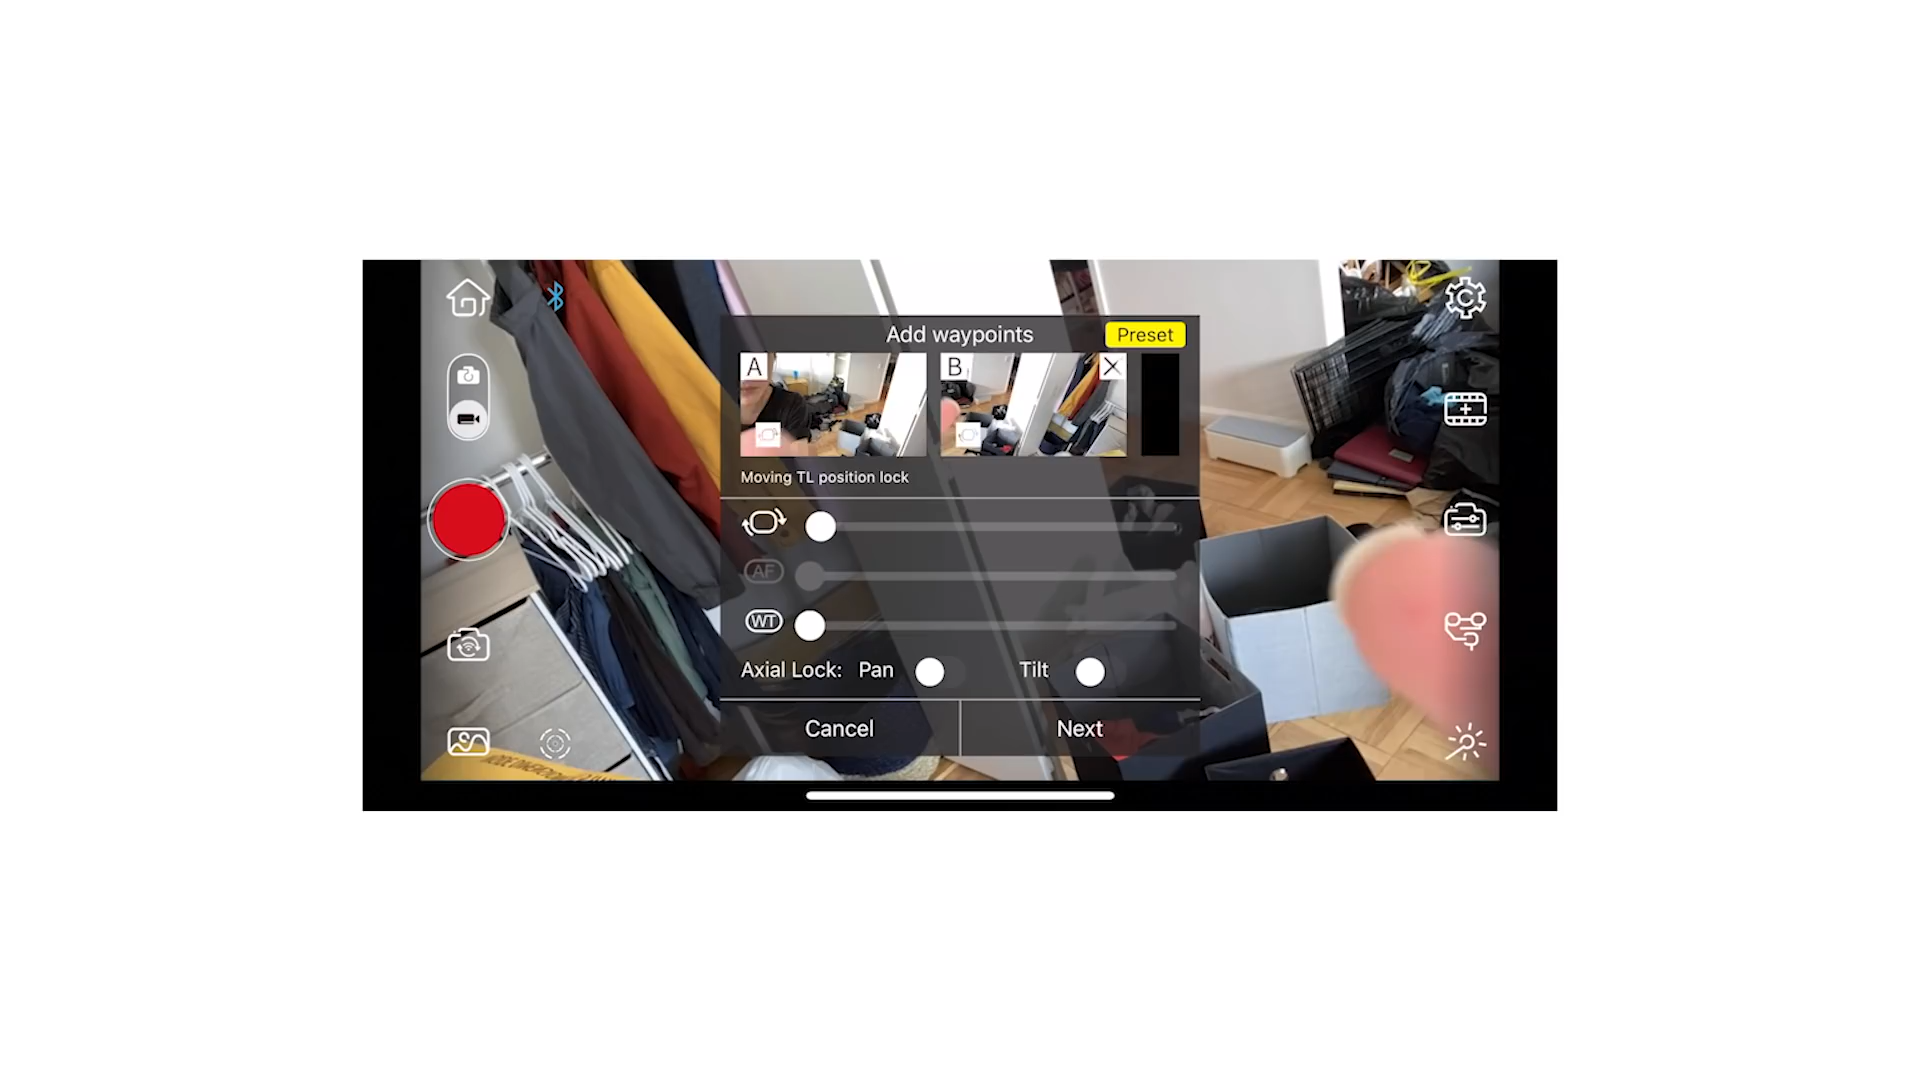 Add waypoints
Preset
A
B
Moving TL position lock
AF
WT
Axial Lock: Pan
Tilt
Cancel
Next